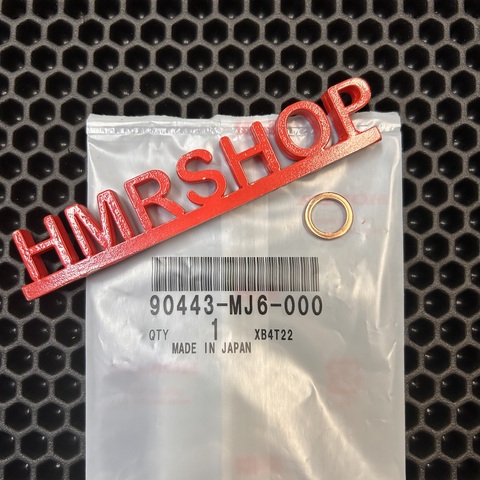 HMRSHOP
90443-MJ6-000
QTY 1 XB4T22
MADE IN JAPAN